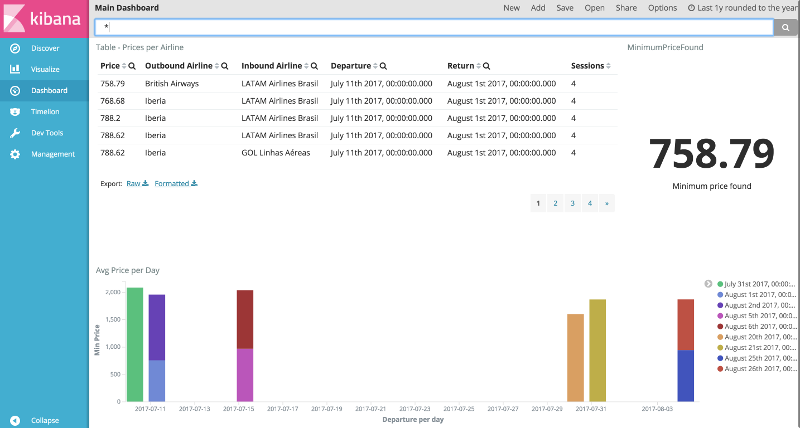 kibana
Discover
Visualize
Dashboard
Timelion
Dev Tools
Management
Collapse
Main Dashboard
New Add Save Open Share Options Last 1y rounded to the year
*
Table - Prices per Airline
Price Outbound Airline Inbound Airline Departure Return Sessions
758.79 British Airways LATAM Airlines Brasil July 11th 2017, 00:00:00.000 August 1st 2017, 00:00:00.000 4
768.68 Iberia LATAM Airlines Brasil July 11th 2017, 00:00:00.000 August 1st 2017, 00:00:00.000 4
788.2 Iberia LATAM Airlines Brasil July 11th 2017, 00:00:00.000 August 1st 2017, 00:00:00.000 4
788.62 Iberia LATAM Airlines Brasil July 11th 2017, 00:00:00.000 August 1st 2017, 00:00:00.000 4
788.62 Iberia GOL Linhas Aéreas July 11th 2017, 00:00:00.000 August 1st 2017, 00:00:00.000 4
Export: Raw Formatted
1 2 3 4 »
MinimumPriceFound
758.79
Minimum price found
Avg Price per Day
Min Price
2,000
1,500
1,000
500
0
2017-07-11 2017-07-13 2017-07-15 2017-07-17 2017-07-19 2017-07-21 2017-07-23 2017-07-25 2017-07-27 2017-07-29 2017-07-31 2017-08-03
Departure per day
July 31st 2017, 00:00:...
August 1st 2017, 00:0...
August 2nd 2017, 00:...
August 5th 2017, 00:0...
August 6th 2017, 00:0...
August 20th 2017, 00:...
August 21st 2017, 00:...
August 25th 2017, 00:...
August 26th 2017, 00:...